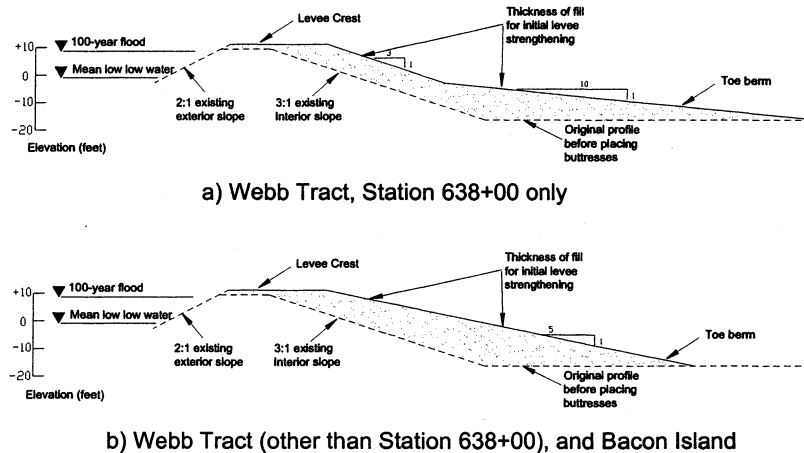 Levee Crest
Thickness of fill
for initial levee
strengthening
100-year flood
+10
3
1
Mean low low water
0
10
1
Toe berm
-10
2:1 existing
exterior slope
3:1 existing
interior slope
-20
Original profile
before placing
buttresses
Elevation (feet)
a) Webb Tract, Station 638+00 only
Levee Crest
Thickness of fill
for initial levee
strengthening
100-year flood
+10
Mean low low water
0
5
1
Toe berm
-10
2:1 existing
exterior slope
3:1 existing
interior slope
-20
Original profile
before placing
buttresses
Elevation (feet)
b) Webb Tract (other than Station 638+00), and Bacon Island